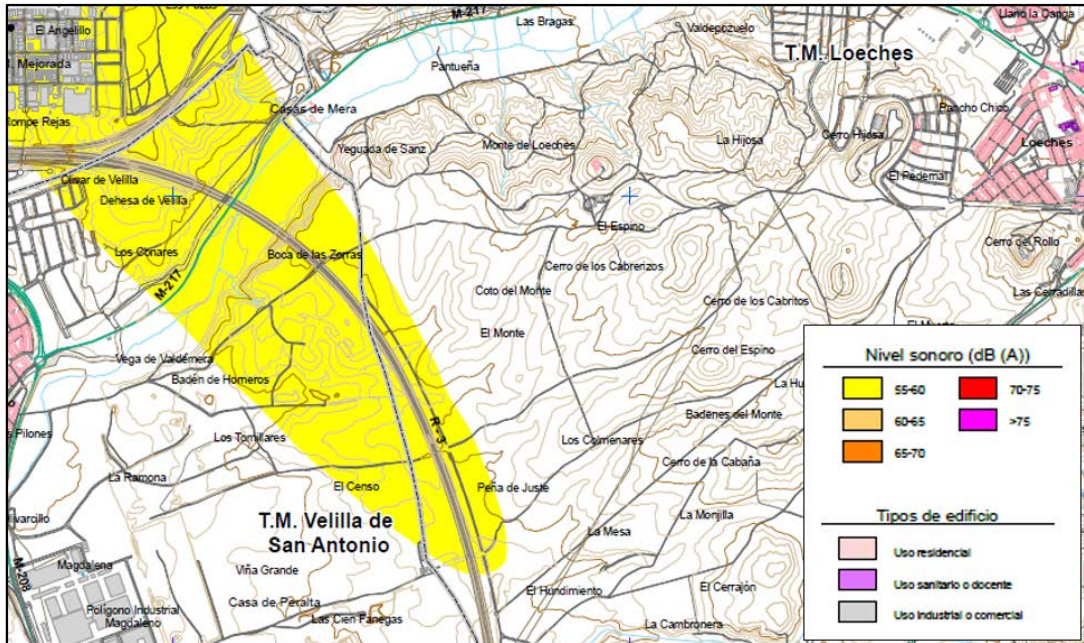 M-217
Las Bragas
Valdepozuelo
Llano la Canga
El Angelillo
T.M. Loeches
Mejorada
Pantueña
Casas de Mera
Pancho Chico
Rompe Rejas
Yeguada de Sanz
Monte de Loeches
La Hijosa
Cerro Hijosa
Loeches
Olivar de Velilla
El Pedernal
Dehesa de Velilla
El Espino
Los Conares
Boca de las Zorras
Cerro del Rollo
Cerro de los Cabrerizos
M-217
Coto del Monte
Las Cerradillas
Cerro de los Cabritos
El Monte
Vega de Valdemera
Cerro del Espino
Badén de Horneros
R - 3
Badenes del Monte
Los Tomillares
Los Colmenares
La Ramona
Cerro de la Cabaña
El Censo
Peña de Juste
T.M. Velilla de
San Antonio
La Monjilla
La Mesa
Magdalena
M-208
Viña Grande
El Hundimiento
El Cerrajón
Casa de Peralta
Polígono Industrial
Magdaleno
Las Cien Fanegas
La Cambronera
Nivel sonoro (dB (A))
55-60
70-75
60-65
>75
65-70
Tipos de edificio
Uso residencial
Uso sanitario o docente
Uso industrial o comercial